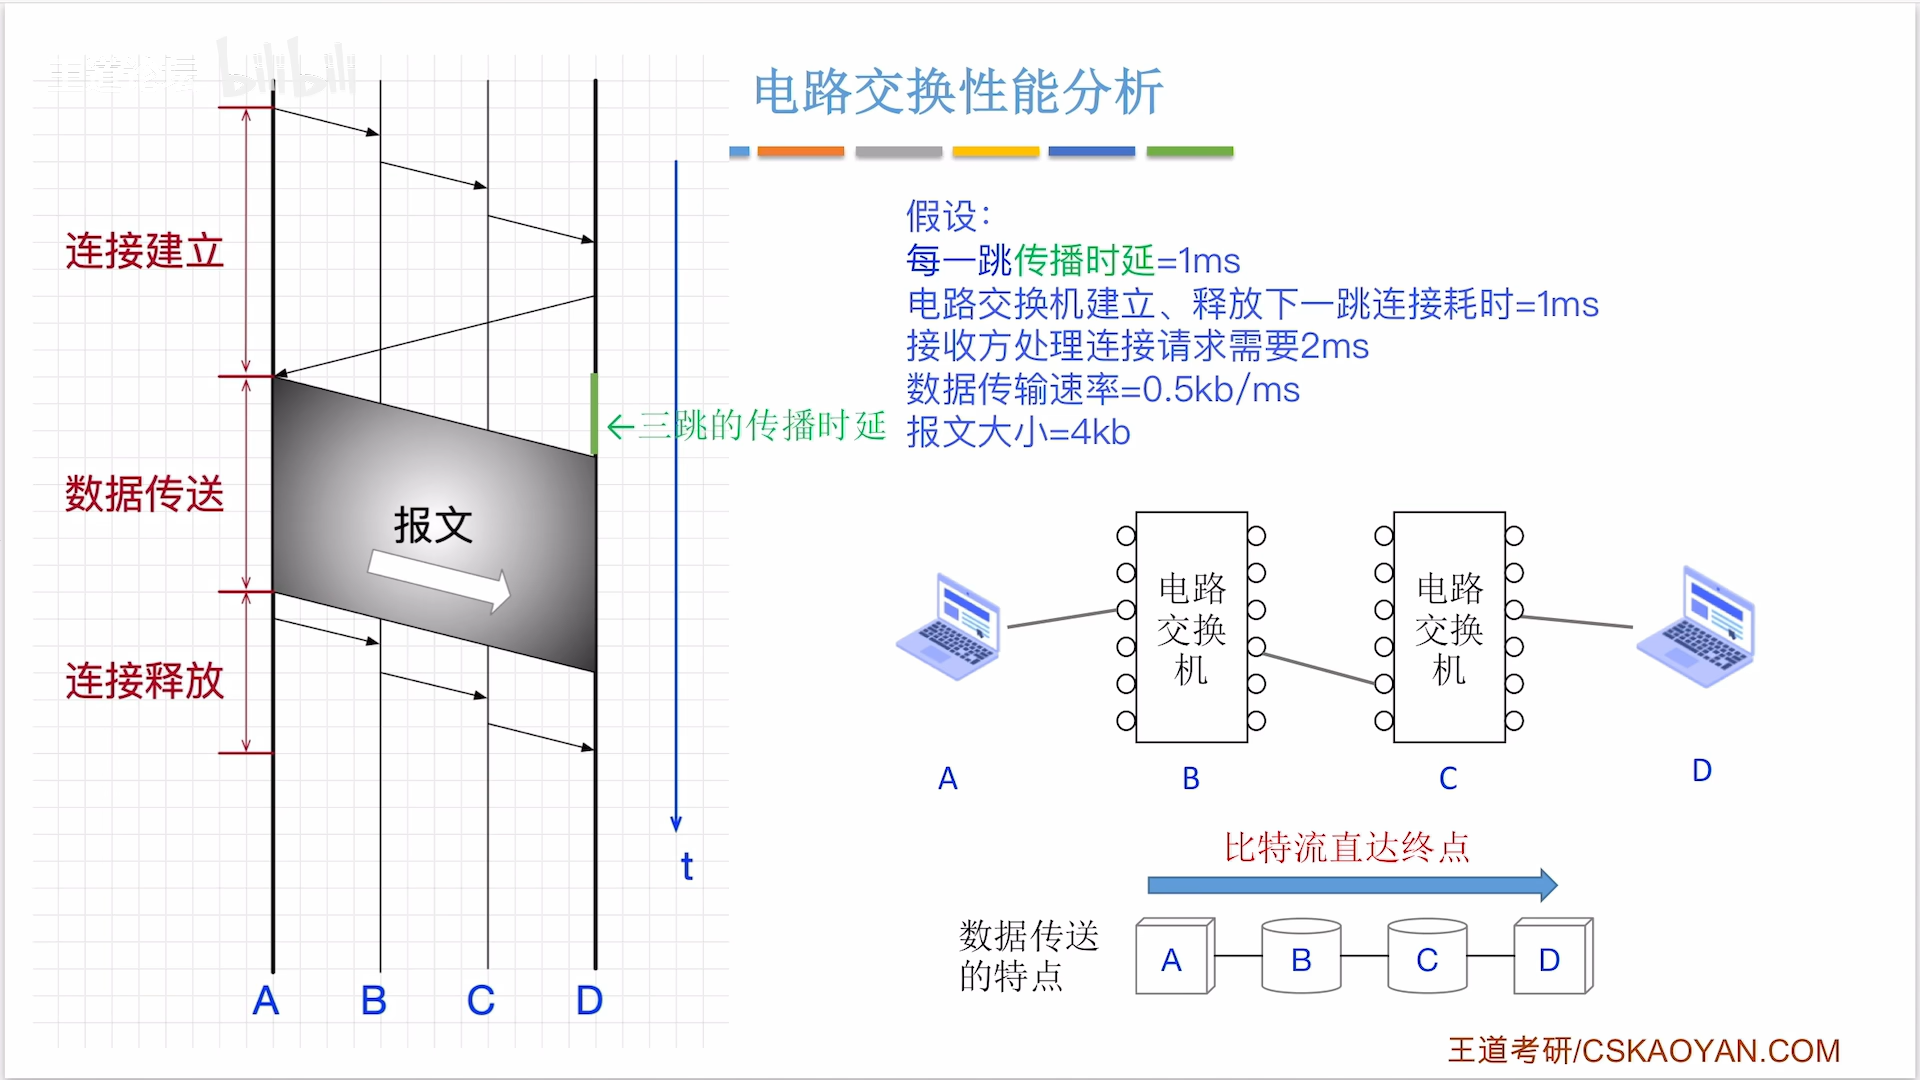 王道论坛 bilibili
电路交换性能分析
假设：
每一跳传播时延=1ms
电路交换机建立、释放下一跳连接耗时=1ms
接收方处理连接请求需要2ms
数据传输速率=0.5kb/ms
报文大小=4kb
连接建立
←三跳的传播时延
数据传送
报文
连接释放
t
A B C D
电路
交换
机
电路
交换
机
A B C D
比特流直达终点
数据传送
的特点
A B C D
王道考研/CSKAOYAN.COM